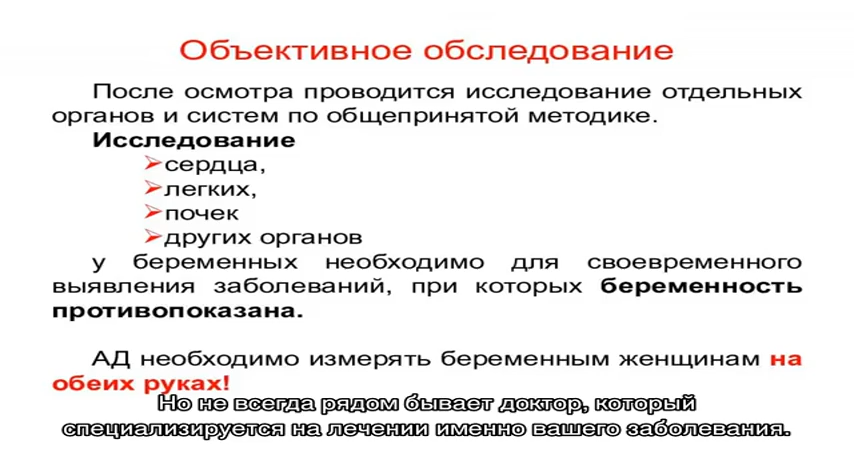 Объективное обследование
После осмотра проводится исследование отдельных
органов и систем по общепринятой методике.
Исследование
сердца,
легких,
почек
других органов
у беременных необходимо для своевременного
выявления заболеваний, при которых беременность
противопоказана.
АД необходимо измерять беременным женщинам на
обеих руках!
Но не всегда рядом бывает доктор, который
специализируется на лечении именно вашего заболевания.